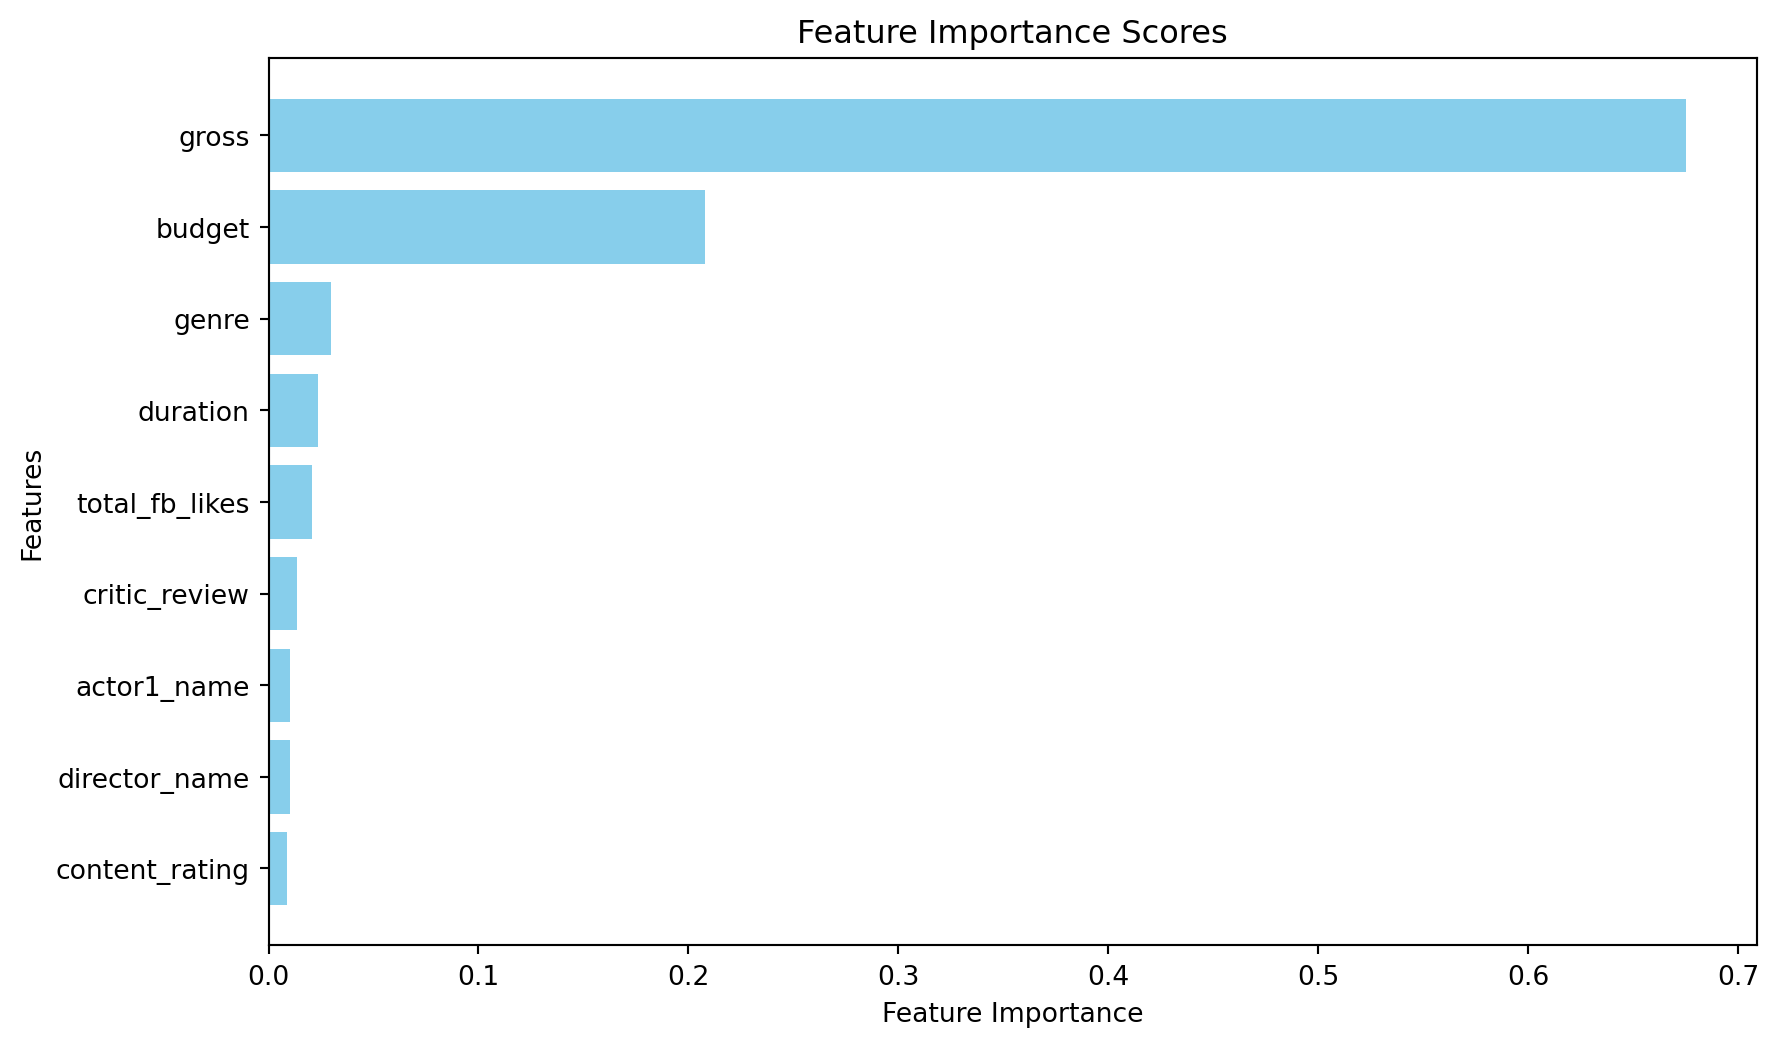 Feature Importance Scores
gross
budget
genre
duration
total_fb_likes
critic_review
actor1_name
director_name
content_rating
Features
0.0 0.1 0.2 0.3 0.4 0.5 0.6 0.7
Feature Importance